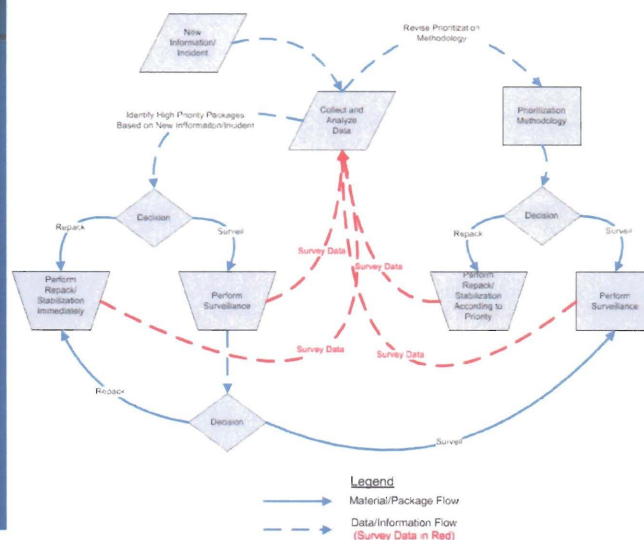 New
Information/
Incident
Revise Prioritization
Methodology
Identify High Priority Packages
Based on New Information/Incident
Collect and
Analyze
Data
Prioritization
Methodology
Decision
Decision
Repack
Surveil
Repack
Surveil
Survey Data
Survey Data
Perform
Repack/
Stabilization
Immediately
Perform
Surveillance
Perform
Repack/
Stabilization
According to
Priority
Perform
Surveillance
Survey Data
Survey Data
Repack
Decision
Surveil
Legend
Material/Package Flow
Data/Information Flow
(Survey Data in Red)